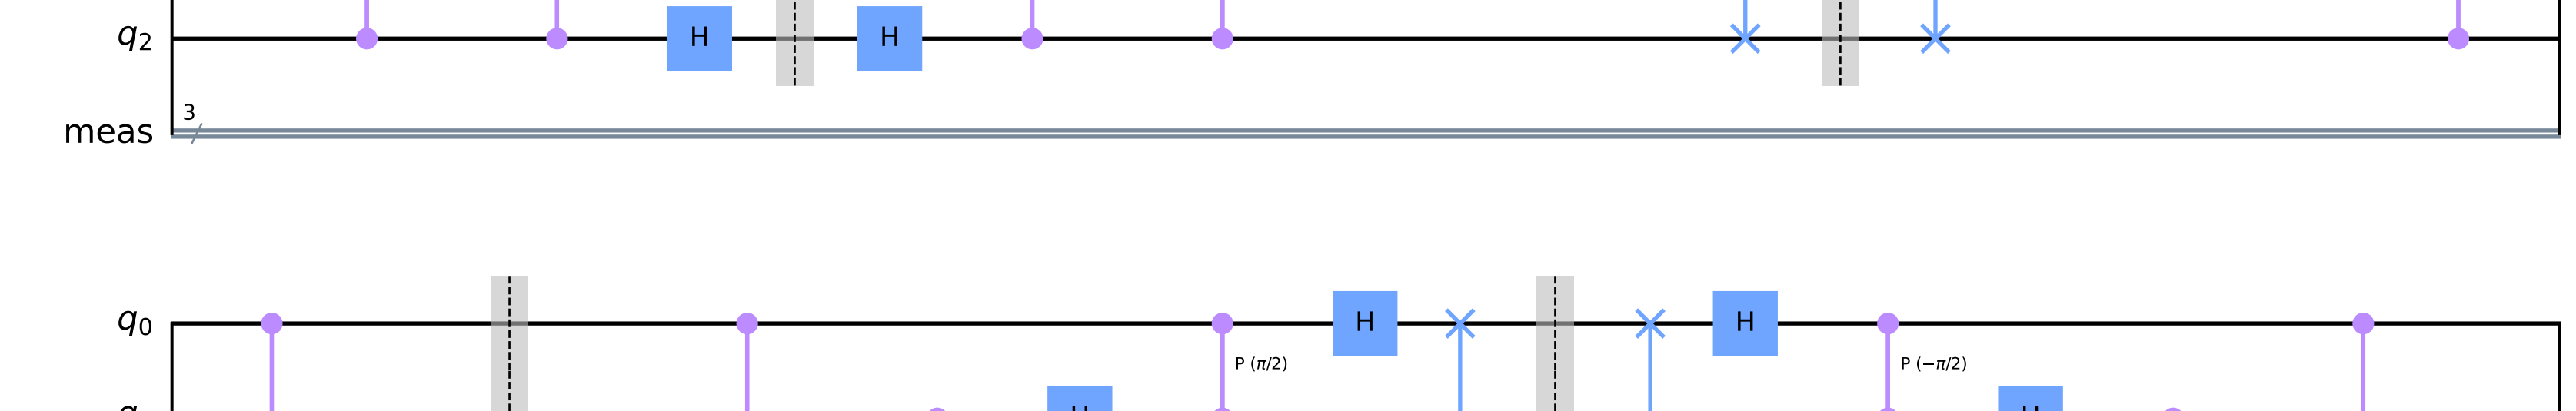 q2 H H
3
meas
q0 H H
P (π/2) P (−π/2)